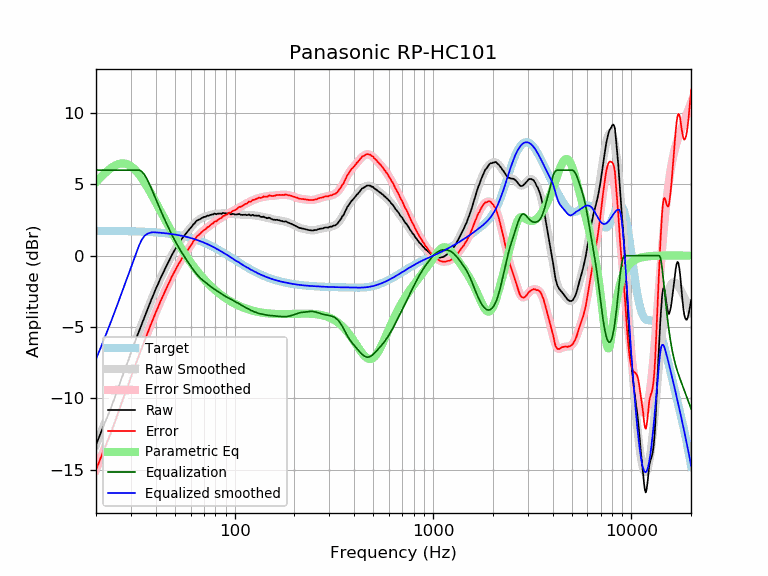 Panasonic RP-HC101
Amplitude (dBr)
10
5
0
−5
−10
−15
Target
Raw Smoothed
Error Smoothed
Raw
Error
Parametric Eq
Equalization
Equalized smoothed
100 1000 10000
Frequency (Hz)